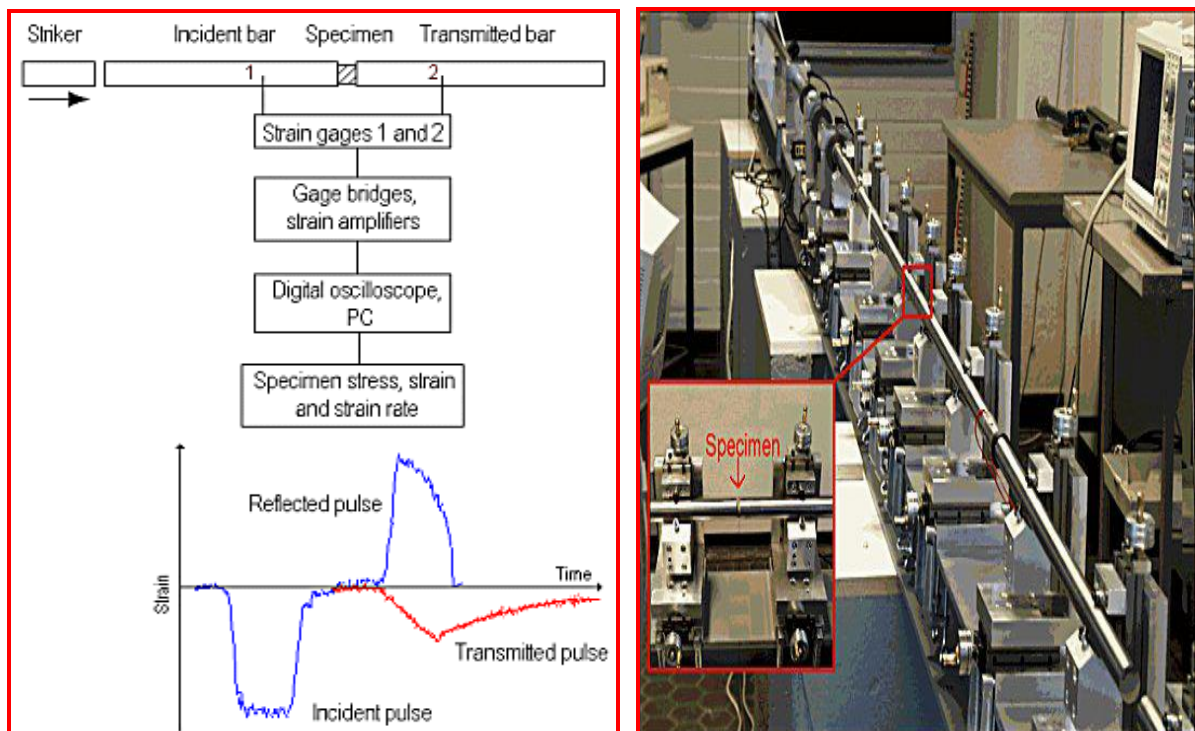 Striker Incident bar Specimen Transmitted bar
1 2
Strain gages 1 and 2
Gage bridges,
strain amplifiers
Digital oscilloscope,
PC
Specimen stress, strain
and strain rate
Reflected pulse
Time
Strain
Transmitted pulse
Incident pulse
Specimen